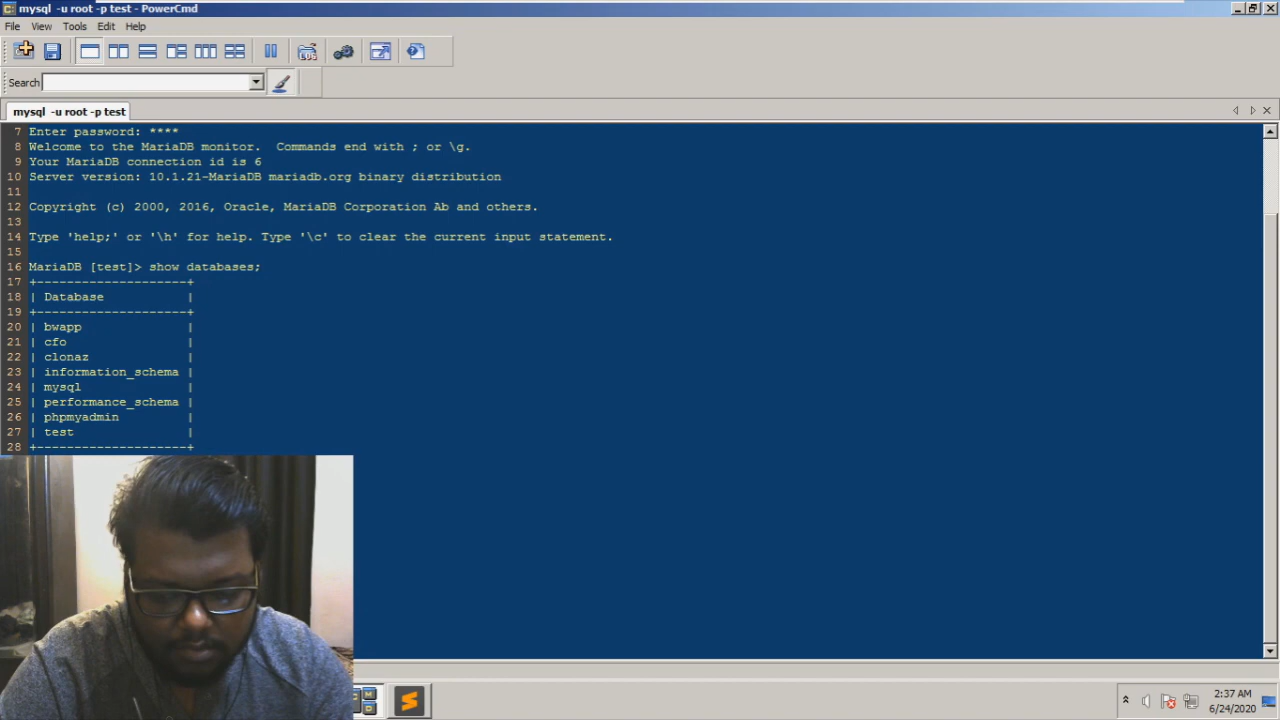 mysql -u root -p test - PowerCmd
File View Tools Edit Help
Search
mysql -u root -p test
7 Enter password: ****
8 Welcome to the MariaDB monitor.  Commands end with ; or \g.
9 Your MariaDB connection id is 6
10 Server version: 10.1.21-MariaDB mariadb.org binary distribution
11
12 Copyright (c) 2000, 2016, Oracle, MariaDB Corporation Ab and others.
13
14 Type 'help;' or '\h' for help. Type '\c' to clear the current input statement.
15
16 MariaDB [test]> show databases;
17 +--------------------+
18 | Database           |
19 +--------------------+
20 | bwapp              |
21 | cfo                |
22 | clonaz             |
23 | information_schema |
24 | mysql              |
25 | performance_schema |
26 | phpmyadmin         |
27 | test               |
28 +--------------------+
2:37 AM
6/24/2020